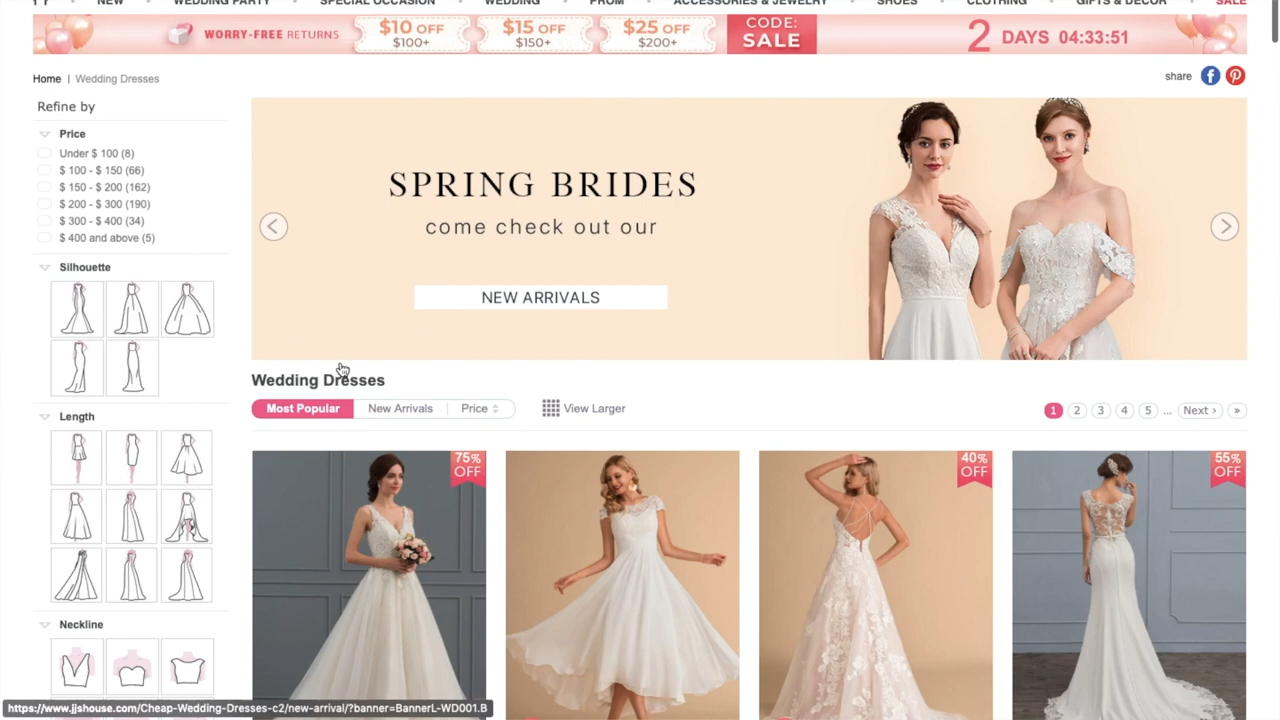 NEW WEDDING PARTY SPECIAL OCCASION WEDDING PROM ACCESSORIES & JEWELRY SHOES CLOTHING GIFTS & DECOR SALE
WORRY-FREE RETURNS
$10 OFF
$100+
$15 OFF
$150+
$25 OFF
$200+
CODE:
SALE
2 DAYS 04:33:51
Home | Wedding Dresses
share
Refine by
Price
Under $ 100 (8)
$ 100 - $ 150 (66)
$ 150 - $ 200 (162)
$ 200 - $ 300 (190)
$ 300 - $ 400 (34)
$ 400 and above (5)
Silhouette
Length
Neckline
SPRING BRIDES
come check out our
NEW ARRIVALS
Wedding Dresses
Most Popular New Arrivals Price View Larger
1 2 3 4 5 ... Next › »
75%
OFF
40%
OFF
55%
OFF
https://www.jjshouse.com/Cheap-Wedding-Dresses-c2/new-arrival/?banner=BannerL-WD001.B